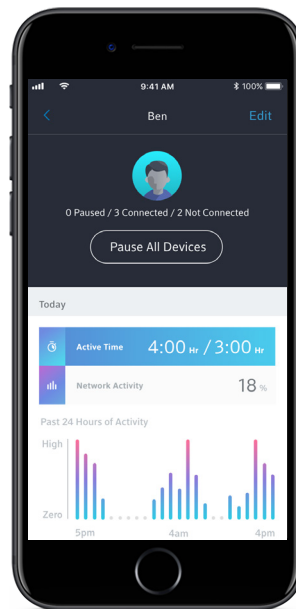 9:41 AM 100%
Ben Edit
0 Paused / 3 Connected / 2 Not Connected
Pause All Devices
Today
Active Time 4:00 Hr / 3:00 Hr
Network Activity 18 %
Past 24 Hours of Activity
High
Zero
5pm 4am 4pm